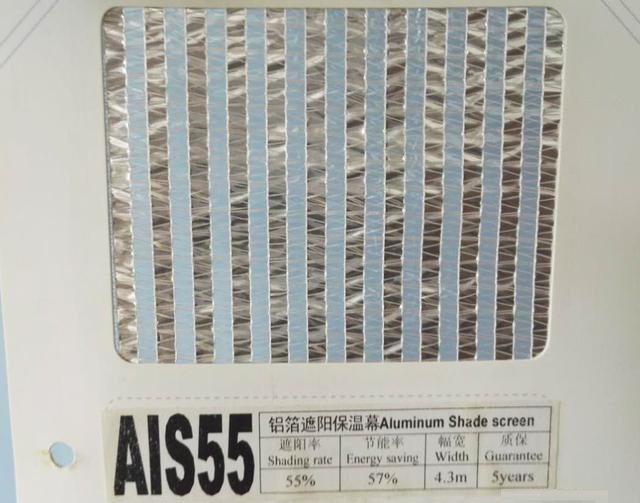 AIS55
铝箔遮阳保温幕Aluminum Shade screen
遮阳率 节能率 幅宽 质保
Shading rate Energy saving Width Guarantee
55% 57% 4.3m 5years